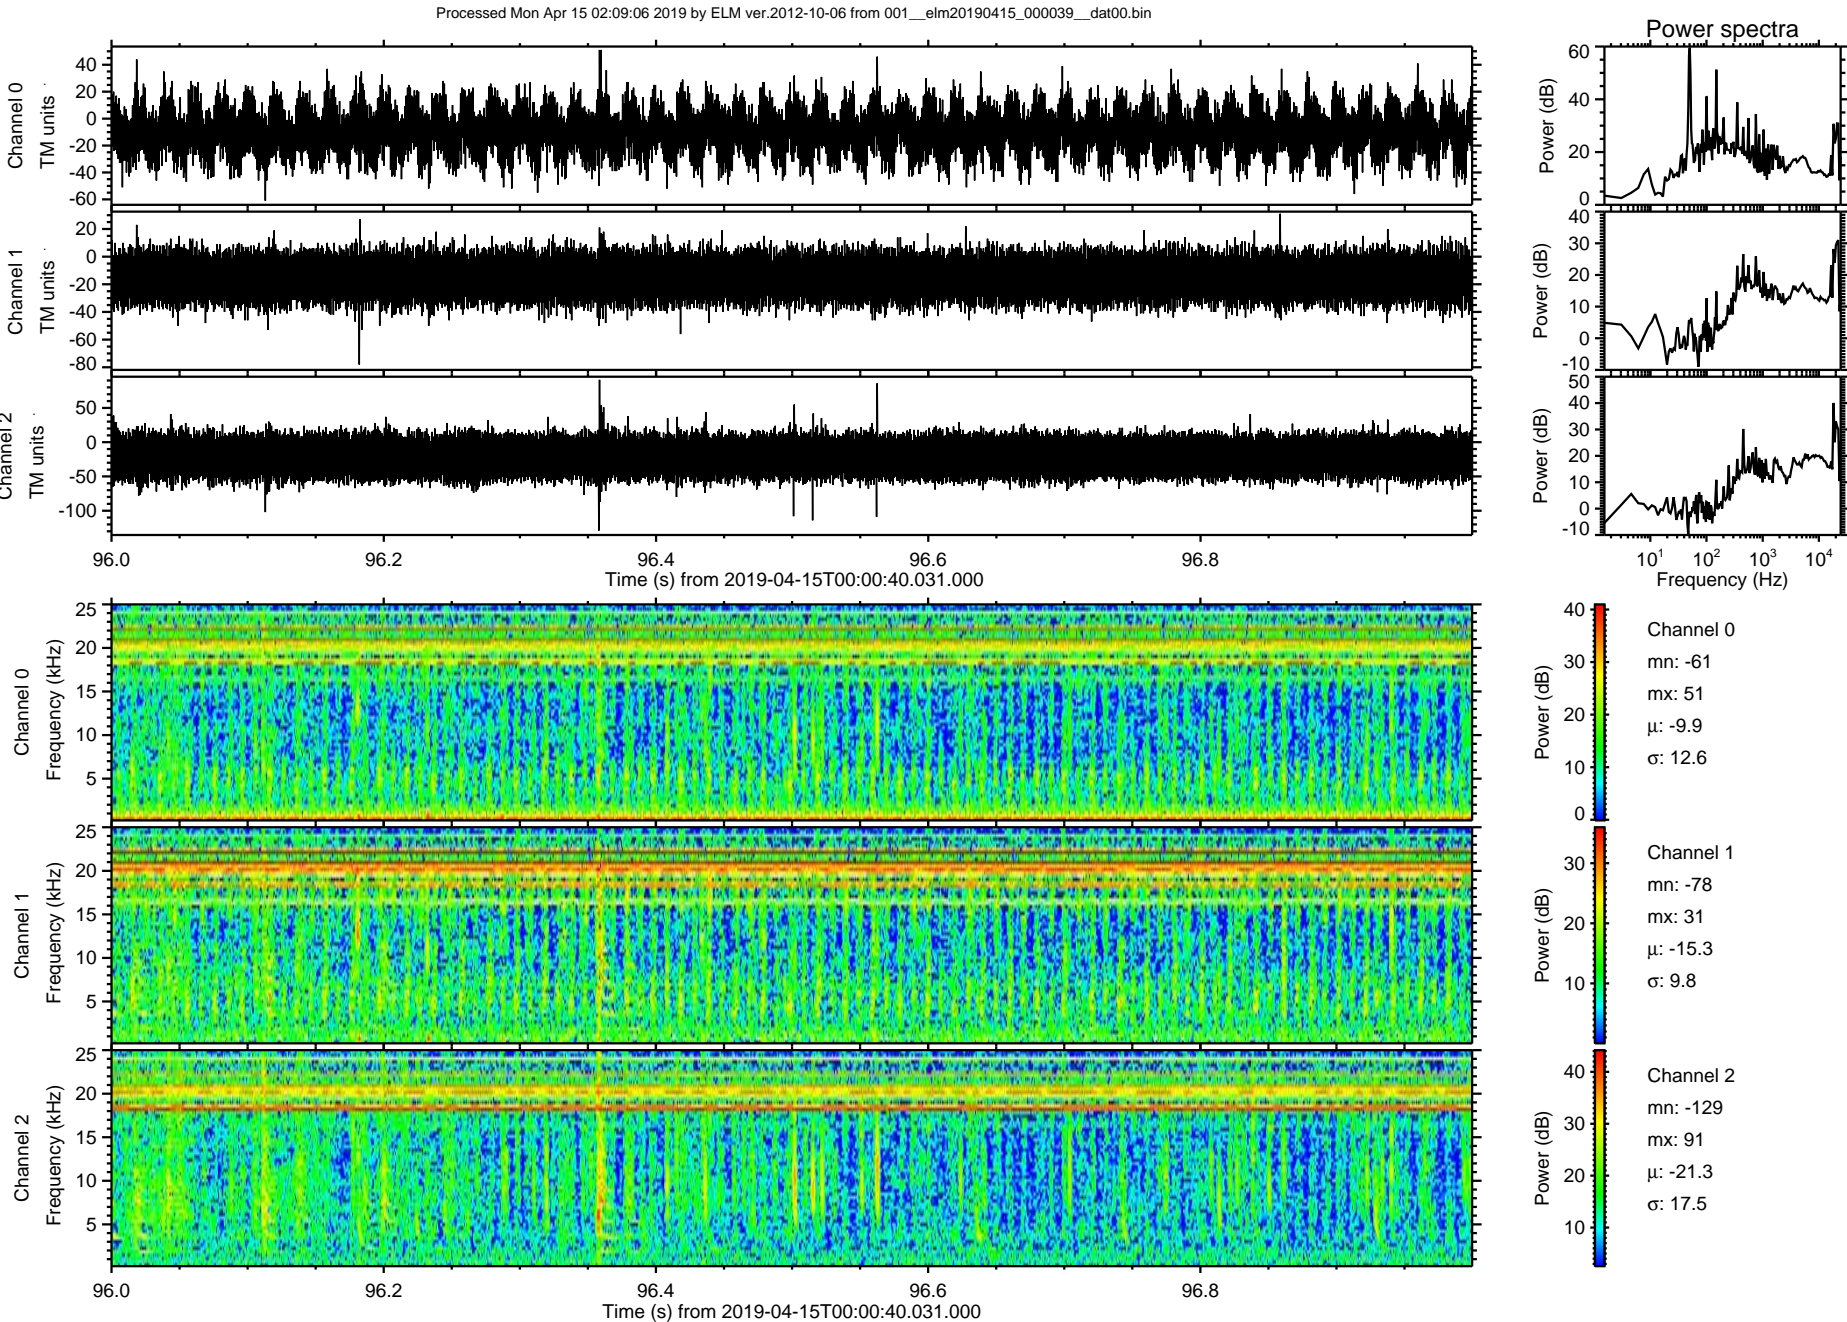 Processed Mon Apr 15 02:09:06 2019 by ELM ver.2012-10-06 from 001__elm20190415_000039__dat00.bin
Power spectra
Channel 0
TM units
40
20
0
-20
-40
-60
Power (dB)
60
40
20
0
Channel 1
TM units
20
0
-20
-40
-60
-80
Power (dB)
40
30
20
10
0
-10
Channel 2
TM units
50
0
-50
-100
Power (dB)
50
40
30
20
10
0
-10
96.0 96.2 96.4 96.6 96.8
Time (s) from 2019-04-15T00:00:40.031.000
10^1 10^2 10^3 10^4
Frequency (Hz)
Channel 0
Frequency (kHz)
25
20
15
10
5
Power (dB)
40
30
20
10
0
Channel 0
mn: -61
mx: 51
μ: -9.9
σ: 12.6
Channel 1
Frequency (kHz)
25
20
15
10
5
Power (dB)
30
20
10
Channel 1
mn: -78
mx: 31
μ: -15.3
σ: 9.8
Channel 2
Frequency (kHz)
25
20
15
10
5
Power (dB)
40
30
20
10
Channel 2
mn: -129
mx: 91
μ: -21.3
σ: 17.5
96.0 96.2 96.4 96.6 96.8
Time (s) from 2019-04-15T00:00:40.031.000